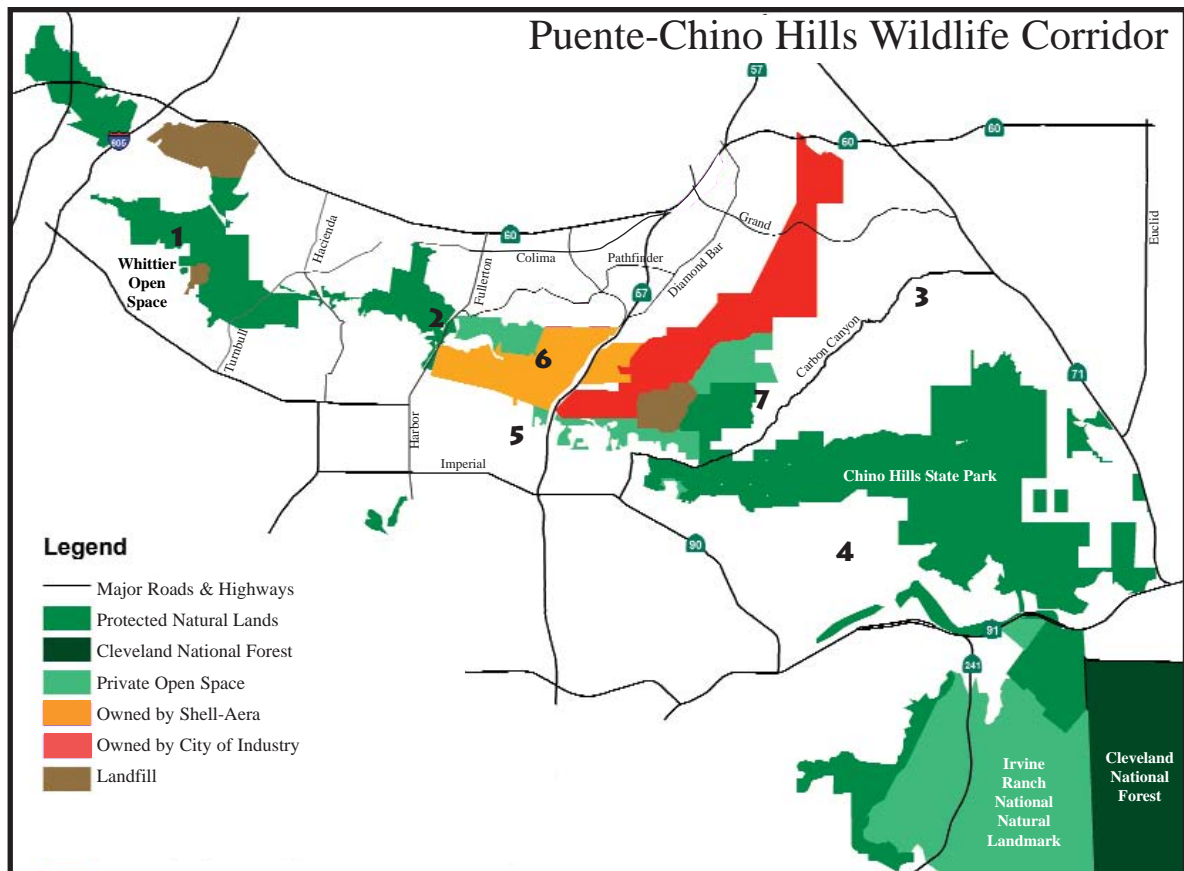 Puente-Chino Hills Wildlife Corridor
57
605
60
60
Grand
Euclid
Hacienda
1
60
Colima
Pathfinder
Fullerton
Diamond Bar
Whittier
Open
Space
57
3
2
Turnbull
6
Carbon Canyon
71
7
5
Harbor
Imperial
Chino Hills State Park
90
4
Legend
Major Roads & Highways
Protected Natural Lands
Cleveland National Forest
Private Open Space
Owned by Shell-Aera
Owned by City of Industry
Landfill
91
241
Irvine
Ranch
National
Natural
Landmark
Cleveland
National
Forest